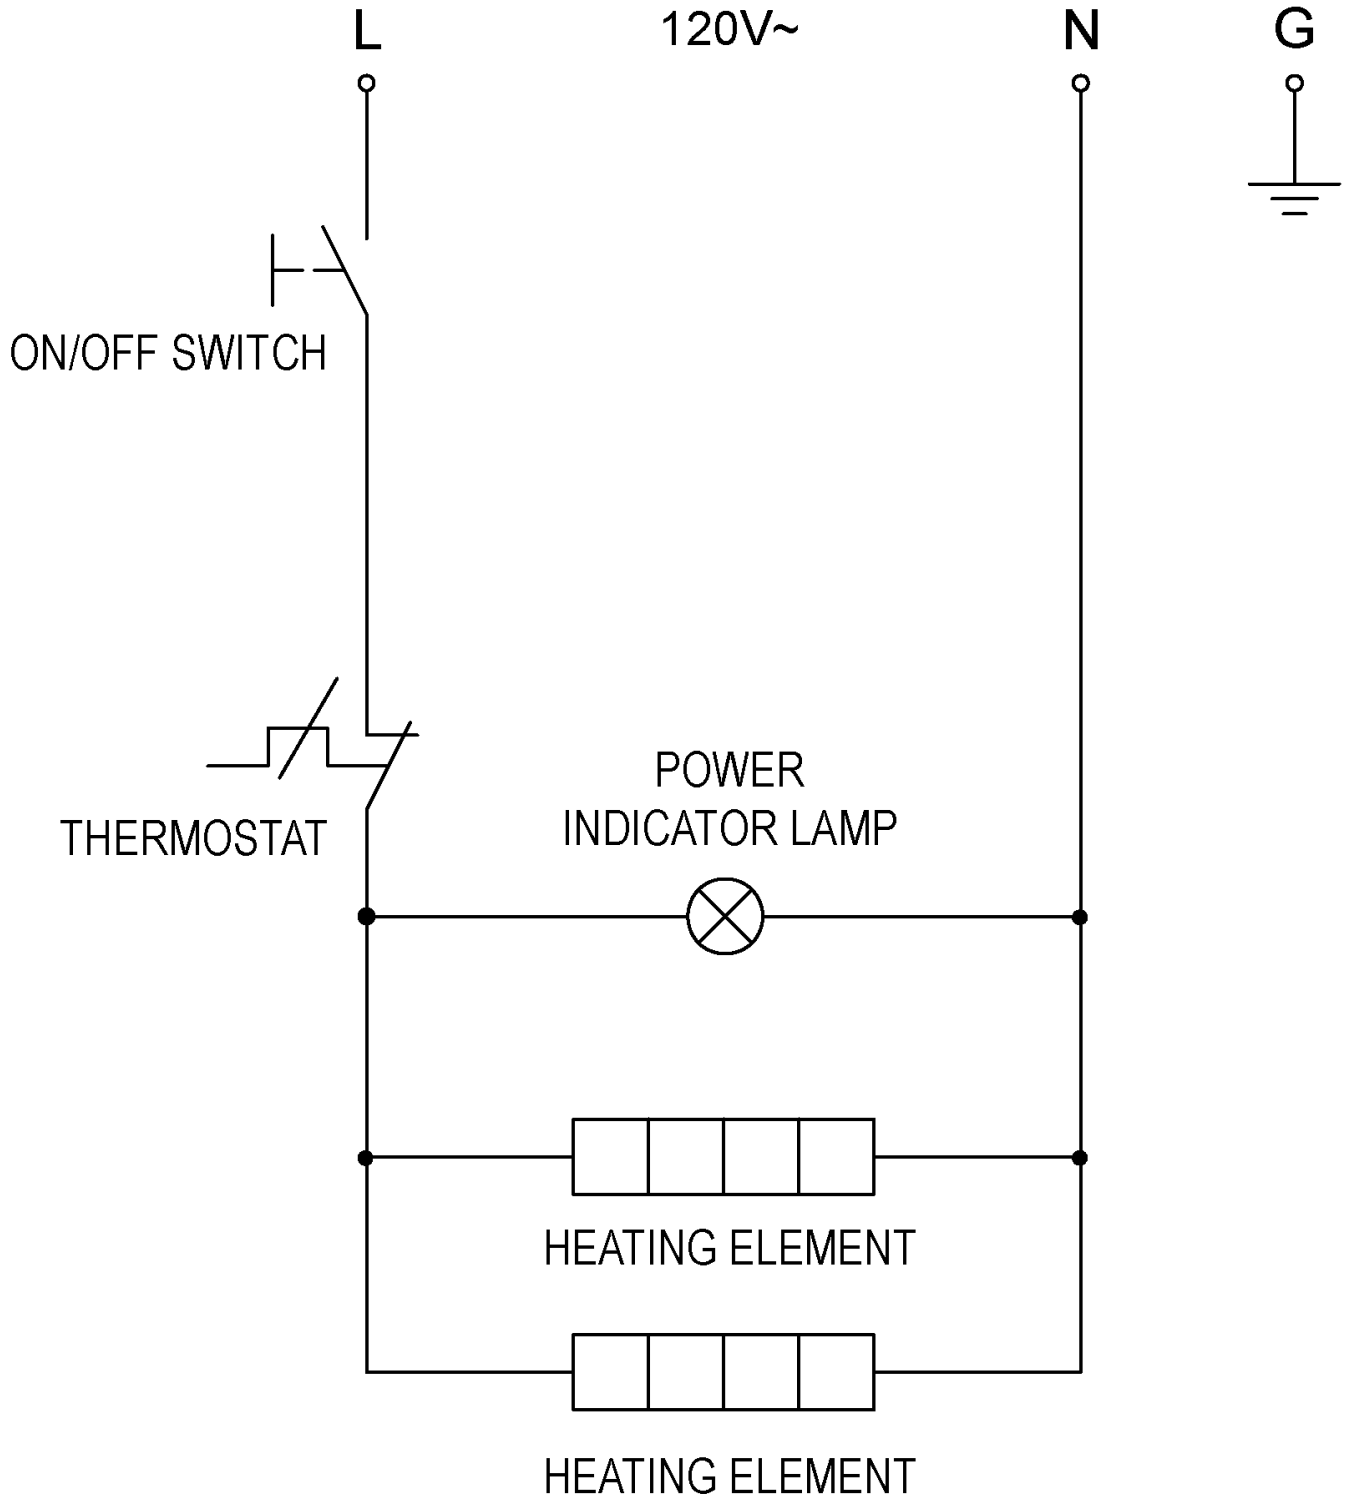 L 120V~ N G
ON/OFF SWITCH
POWER
INDICATOR LAMP
THERMOSTAT
HEATING ELEMENT
HEATING ELEMENT